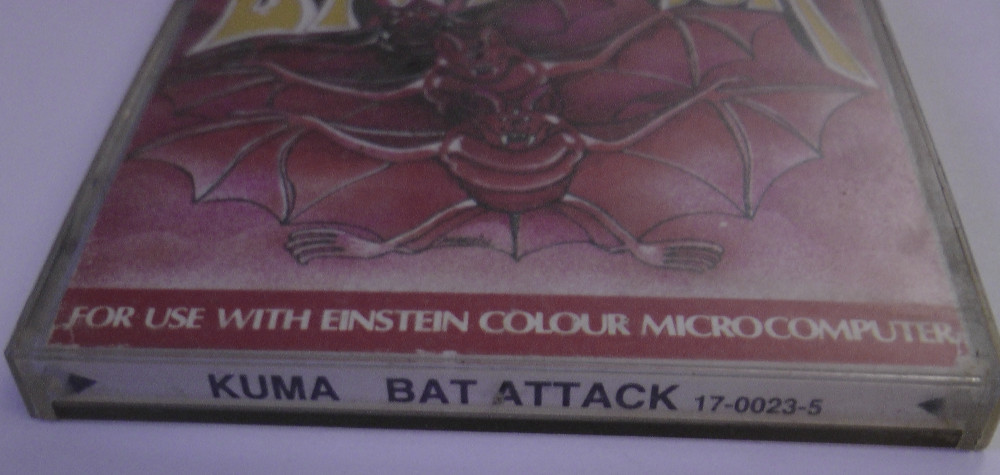 FOR USE WITH EINSTEIN COLOUR MICROCOMPUTER
KUMA BAT ATTACK 17-0023-5